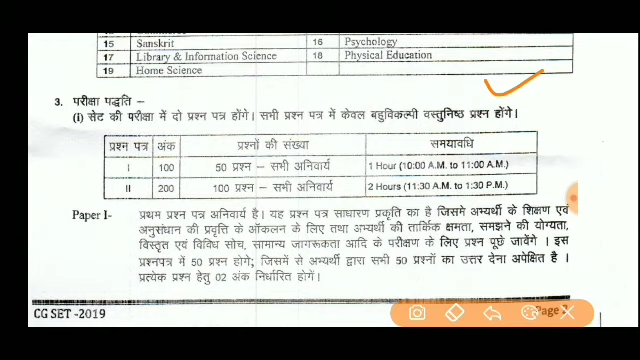 15 Sanskrit 16 Psychology
17 Library & Information Science 18 Physical Education
19 Home Science
3. परीक्षा पद्धति –
(i) सेट की परीक्षा में दो प्रश्न पत्र होंगे। सभी प्रश्न पत्र में केवल बहुविकल्पी वस्तुनिष्ठ प्रश्न होंगे।
प्रश्न पत्र अंक प्रश्नों की संख्या समयावधि
I 100 50 प्रश्न – सभी अनिवार्य 1 Hour (10:00 A.M. to 11:00 A.M.)
II 200 100 प्रश्न – सभी अनिवार्य 2 Hours (11:30 A.M. to 1:30 P.M.)
Paper I- प्रथम प्रश्न पत्र अनिवार्य है। यह प्रश्न पत्र साधारण प्रकृति का है जिसमे अभ्यर्थी के शिक्षण एवं
अनुसंधान की प्रवृत्ति के ऑकलन के लिए तथा अभ्यर्थी की तार्किक क्षमता, समझने की योग्यता,
विस्तृत एवं विविध सोच, सामान्य जागरूकता आदि के परीक्षण के लिए प्रश्न पूछे जावेंगे । इस
प्रश्नपत्र में 50 प्रश्न होगे; जिसमें से अभ्यर्थी द्वारा सभी 50 प्रश्नों का उत्तर देना अपेक्षित है ।
प्रत्येक प्रश्न हेतु 02 अंक निर्धारित होगें।
CG SET -2019 Page